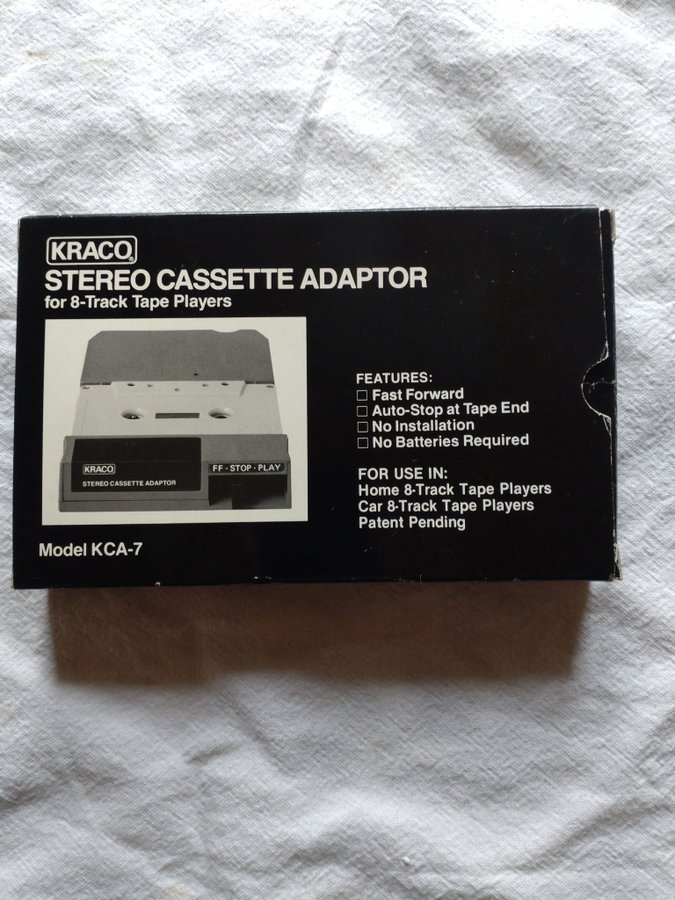 KRACO®
STEREO CASSETTE ADAPTOR
for 8-Track Tape Players
KRACO
STEREO CASSETTE ADAPTOR
FF · STOP · PLAY
Model KCA-7
FEATURES:
☐ Fast Forward
☐ Auto-Stop at Tape End
☐ No Installation
☐ No Batteries Required
FOR USE IN:
Home 8-Track Tape Players
Car 8-Track Tape Players
Patent Pending